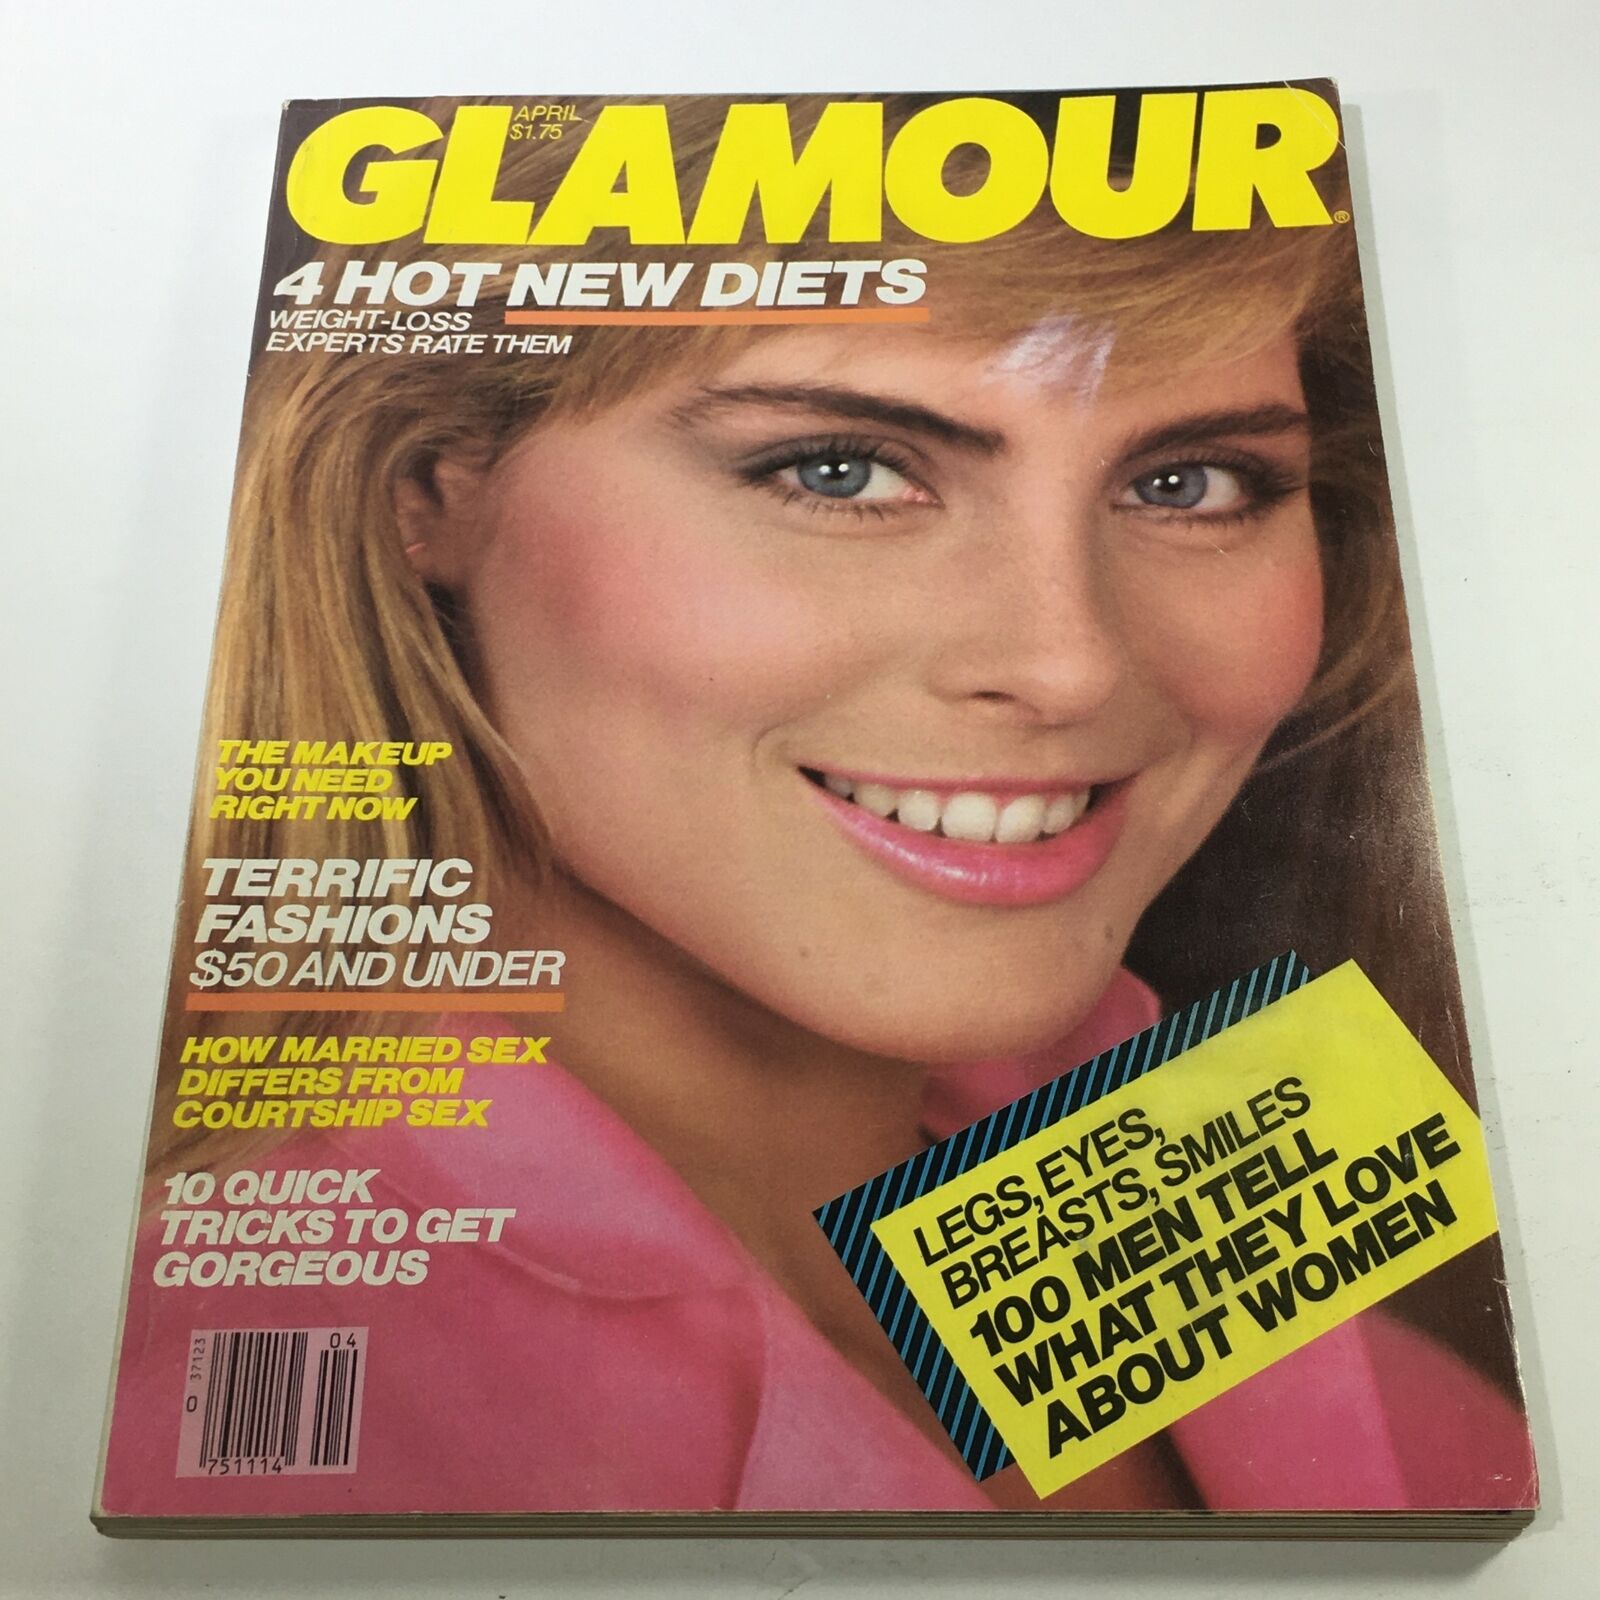 GLAMOUR®
APRIL
$1.75
4 HOT NEW DIETS
WEIGHT-LOSS
EXPERTS RATE THEM
THE MAKEUP
YOU NEED
RIGHT NOW
TERRIFIC
FASHIONS
$50 AND UNDER
HOW MARRIED SEX
DIFFERS FROM
COURTSHIP SEX
10 QUICK
TRICKS TO GET
GORGEOUS
LEGS, EYES,
BREASTS, SMILES
100 MEN TELL
WHAT THEY LOVE
ABOUT WOMEN
04
0 37123
751114